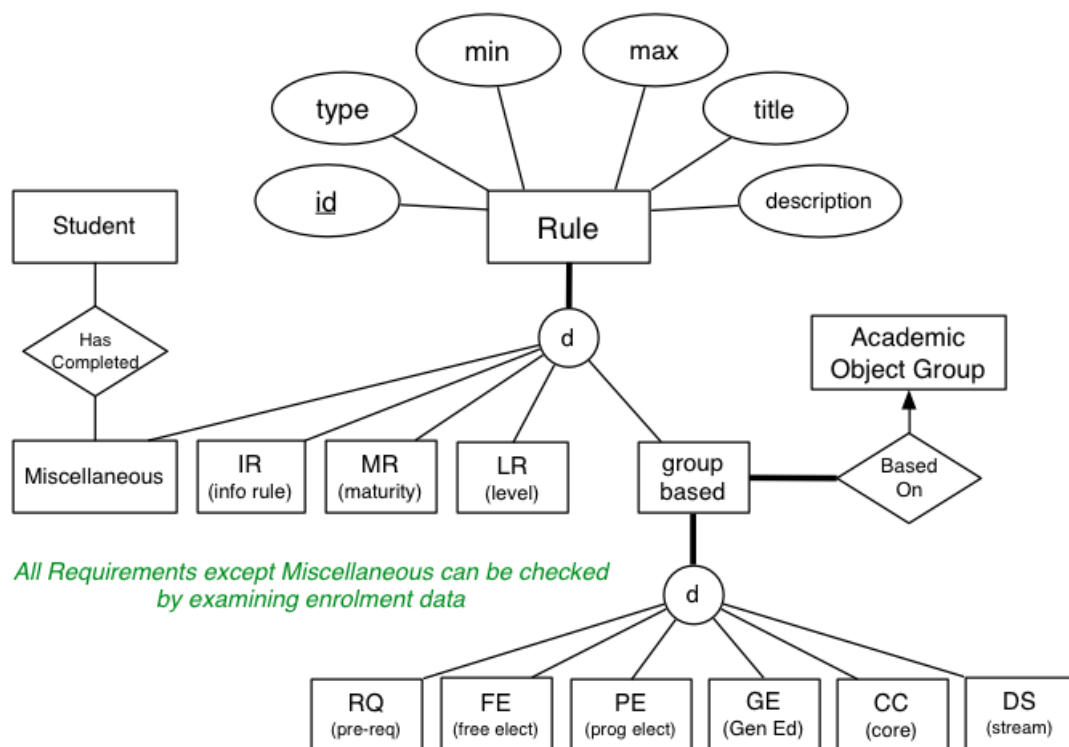 min
max
type
title
id
description
Student
Rule
Has
Completed
d
Academic
Object Group
Miscellaneous
IR
(info rule)
MR
(maturity)
LR
(level)
group
based
Based
On
All Requirements except Miscellaneous can be checked
by examining enrolment data
d
RQ
(pre-req)
FE
(free elect)
PE
(prog elect)
GE
(Gen Ed)
CC
(core)
DS
(stream)